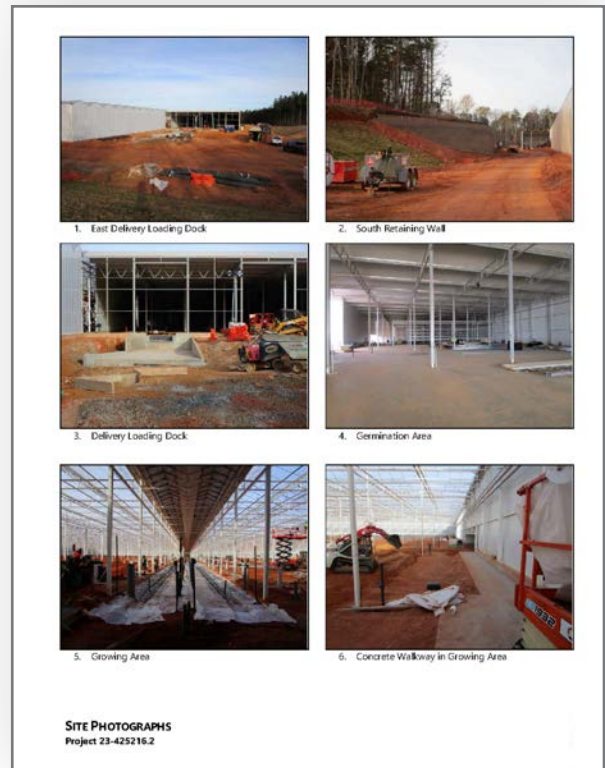 1. East Delivery Loading Dock
2. South Retaining Wall
3. Delivery Loading Dock
4. Germination Area
5. Growing Area
6. Concrete Walkway in Growing Area
1932
SITE PHOTOGRAPHS
Project 23-425216.2